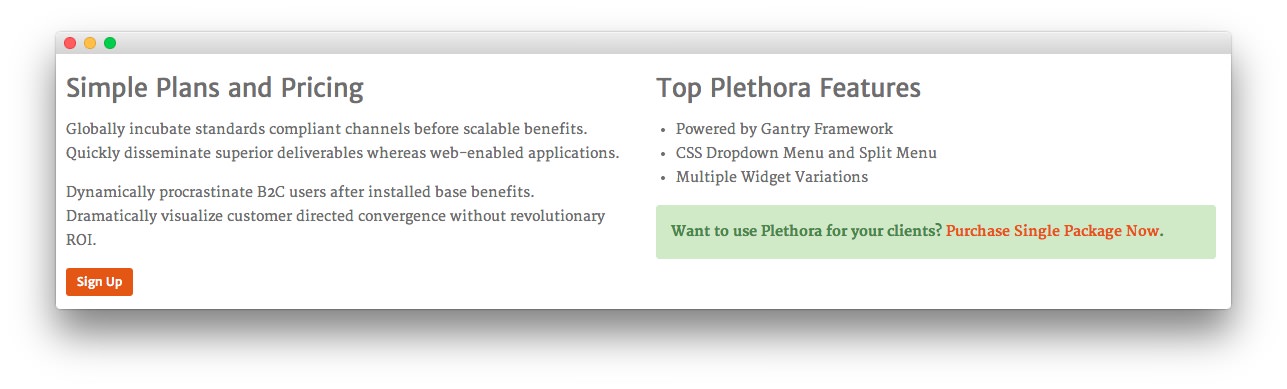 Simple Plans and Pricing
Globally incubate standards compliant channels before scalable benefits.
Quickly disseminate superior deliverables whereas web-enabled applications.
Dynamically procrastinate B2C users after installed base benefits.
Dramatically visualize customer directed convergence without revolutionary
ROI.
Sign Up
Top Plethora Features
• Powered by Gantry Framework
• CSS Dropdown Menu and Split Menu
• Multiple Widget Variations
Want to use Plethora for your clients? Purchase Single Package Now.